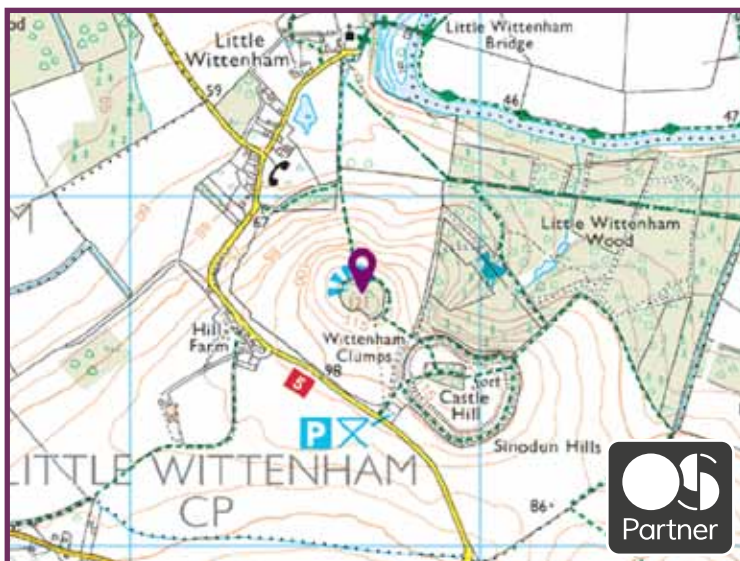 Little
Wittenham
Little Wittenham
Bridge
59
46
47
67
Little Wittenham
Wood
Hill
Farm
Wittenham
Clumps
98
5
Fort
Castle
Hill
P
Sinodun Hills
LITTLE WITTENHAM
CP
86
OS
Partner